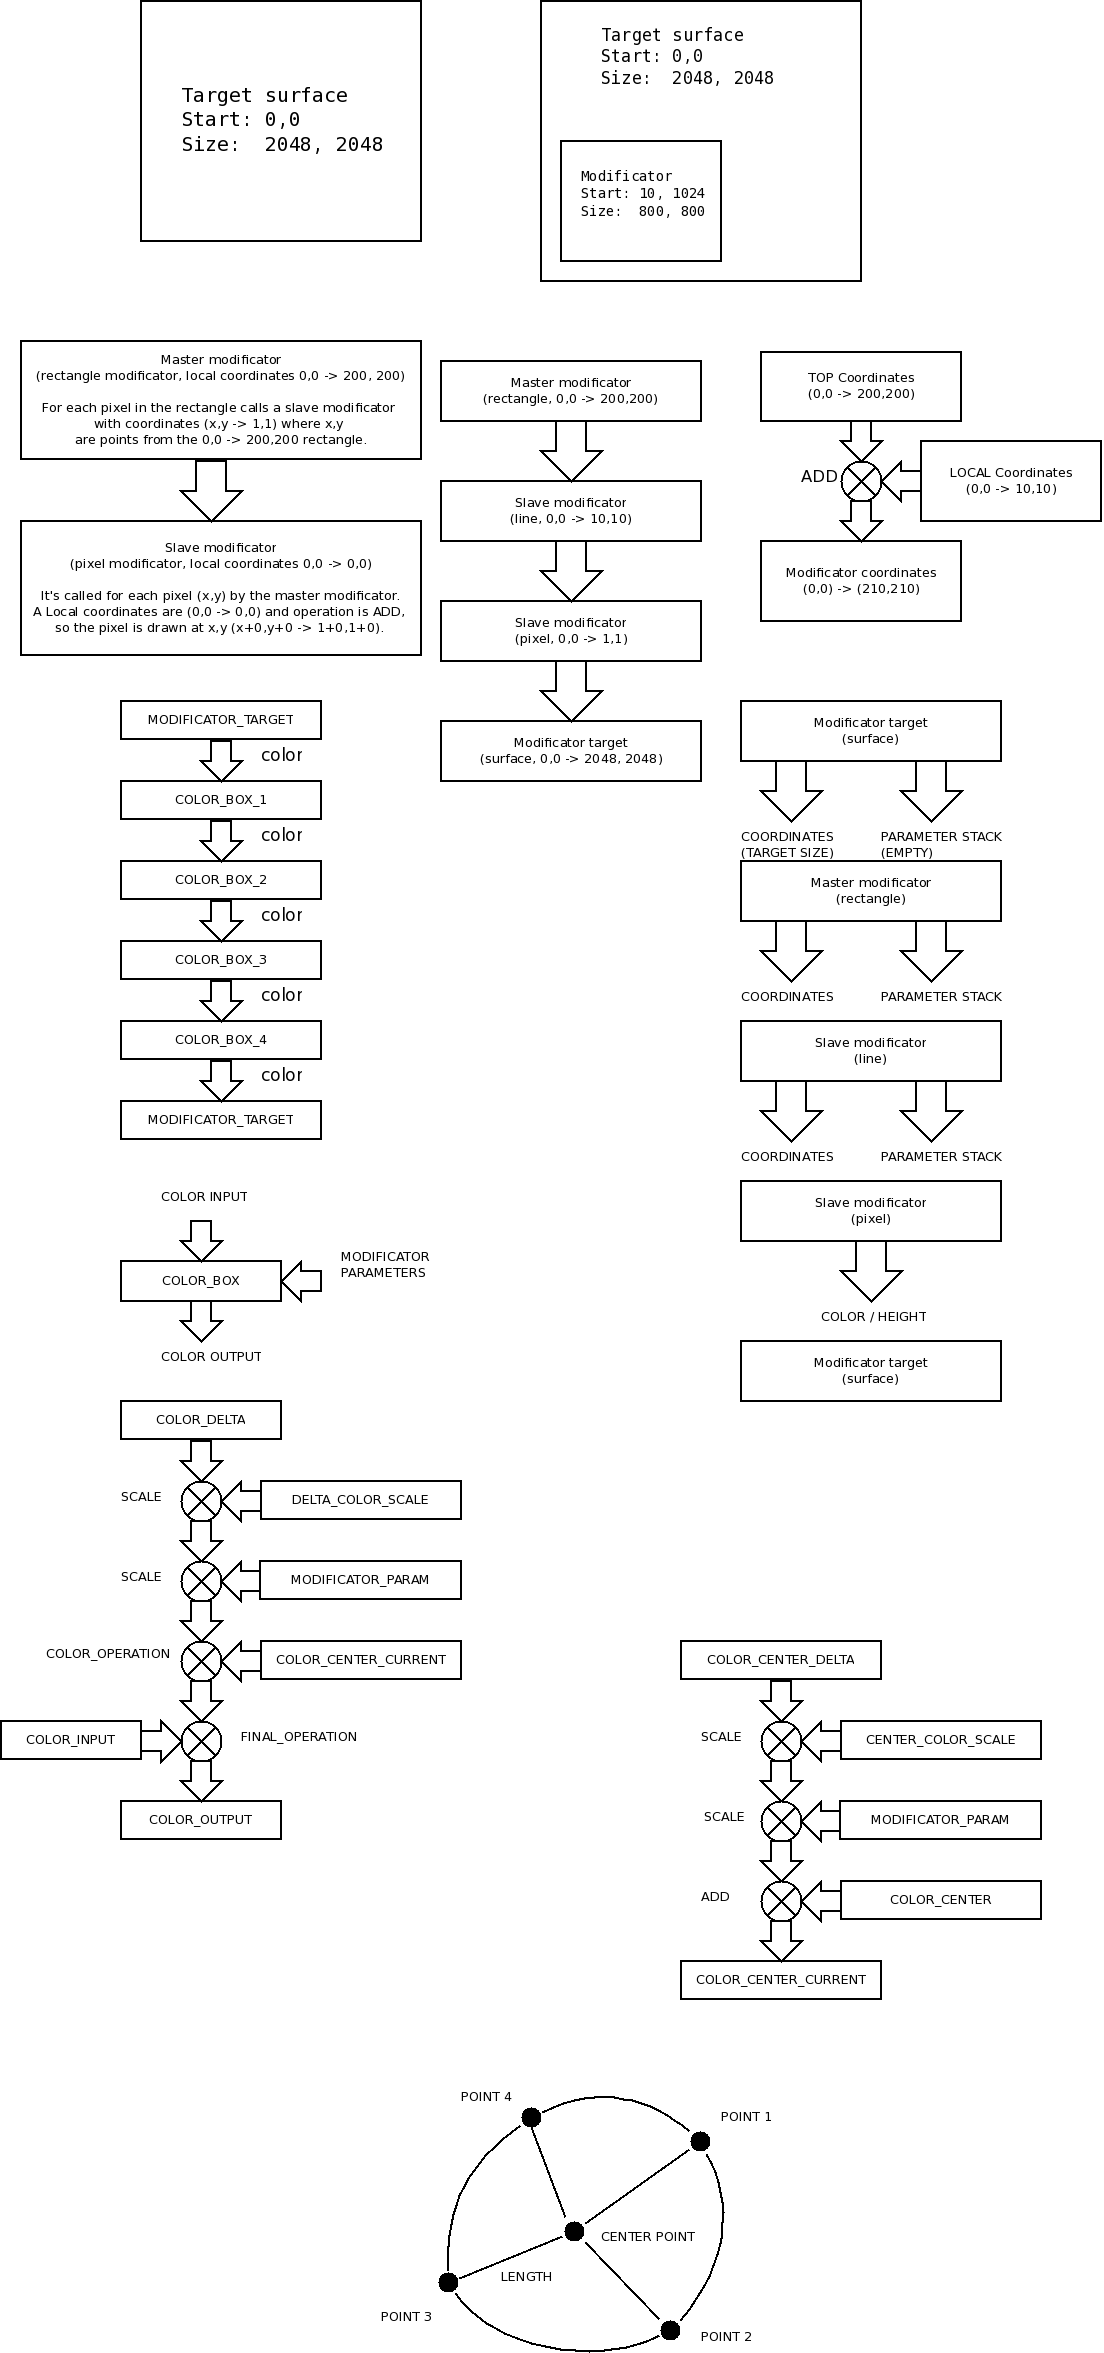 Target surface
Start: 0,0
Size:  2048, 2048
Target surface
Start: 0,0
Size:  2048, 2048
Modificator
Start: 10, 1024
Size:  800, 800
Master modificator
(rectangle modificator, local coordinates 0,0 -> 200, 200)
For each pixel in the rectangle calls a slave modificator
with coordinates (x,y -> 1,1) where x,y
are points from the 0,0 -> 200,200 rectangle.
Slave modificator
(pixel modificator, local coordinates 0,0 -> 0,0)
It's called for each pixel (x,y) by the master modificator.
A Local coordinates are (0,0 -> 0,0) and operation is ADD,
so the pixel is drawn at x,y (x+0,y+0 -> 1+0,1+0).
Master modificator
(rectangle, 0,0 -> 200,200)
Slave modificator
(line, 0,0 -> 10,10)
Slave modificator
(pixel, 0,0 -> 1,1)
Modificator target
(surface, 0,0 -> 2048, 2048)
TOP Coordinates
(0,0 -> 200,200)
ADD
LOCAL Coordinates
(0,0 -> 10,10)
Modificator coordinates
(0,0) -> (210,210)
MODIFICATOR_TARGET
color
COLOR_BOX_1
color
COLOR_BOX_2
color
COLOR_BOX_3
color
COLOR_BOX_4
color
MODIFICATOR_TARGET
Modificator target
(surface)
COORDINATES
(TARGET SIZE)
PARAMETER STACK
(EMPTY)
Master modificator
(rectangle)
COORDINATES
PARAMETER STACK
Slave modificator
(line)
COORDINATES
PARAMETER STACK
Slave modificator
(pixel)
COLOR / HEIGHT
Modificator target
(surface)
COLOR INPUT
COLOR_BOX
MODIFICATOR
PARAMETERS
COLOR OUTPUT
COLOR_DELTA
SCALE
DELTA_COLOR_SCALE
SCALE
MODIFICATOR_PARAM
COLOR_OPERATION
COLOR_CENTER_CURRENT
COLOR_INPUT
FINAL_OPERATION
COLOR_OUTPUT
COLOR_CENTER_DELTA
SCALE
CENTER_COLOR_SCALE
SCALE
MODIFICATOR_PARAM
ADD
COLOR_CENTER
COLOR_CENTER_CURRENT
POINT 4
POINT 1
CENTER POINT
LENGTH
POINT 3
POINT 2